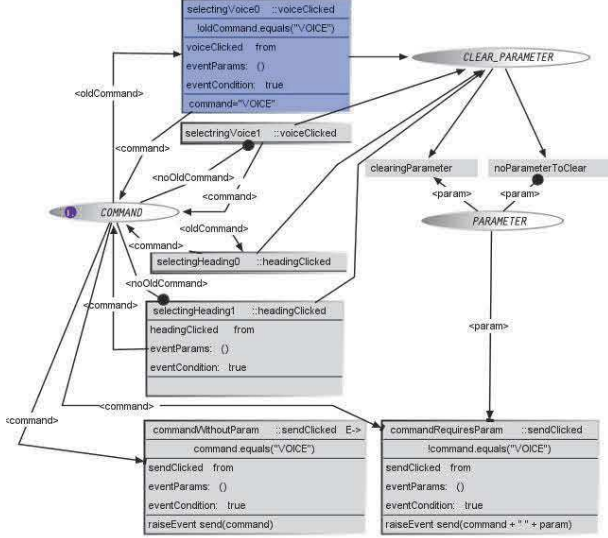 selectingVoice0 ::voiceClicked
!oldCommand.equals("VOICE")
voiceClicked from
eventParams: ()
eventCondition: true
command="VOICE"
CLEAR_PARAMETER
<oldCommand>
selectringVoice1 ::voiceClicked
<noOldCommand>
<command>
clearingParameter
noParameterToClear
<param>
<param>
COMMAND
PARAMETER
<oldCommand>
<command>
selectingHeading0 ::headingClicked
<noOldCommand>
<command>
selectingHeading1 ::headingClicked
headingClicked from
eventParams: ()
eventCondition: true
<param>
<command>
<command>
commandWithoutParam ::sendClicked E->
command.equals("VOICE")
sendClicked from
eventParams: ()
eventCondition: true
raiseEvent send(command)
commandRequiresParam ::sendClicked
!command.equals("VOICE")
sendClicked from
eventParams: ()
eventCondition: true
raiseEvent send(command + " " + param)